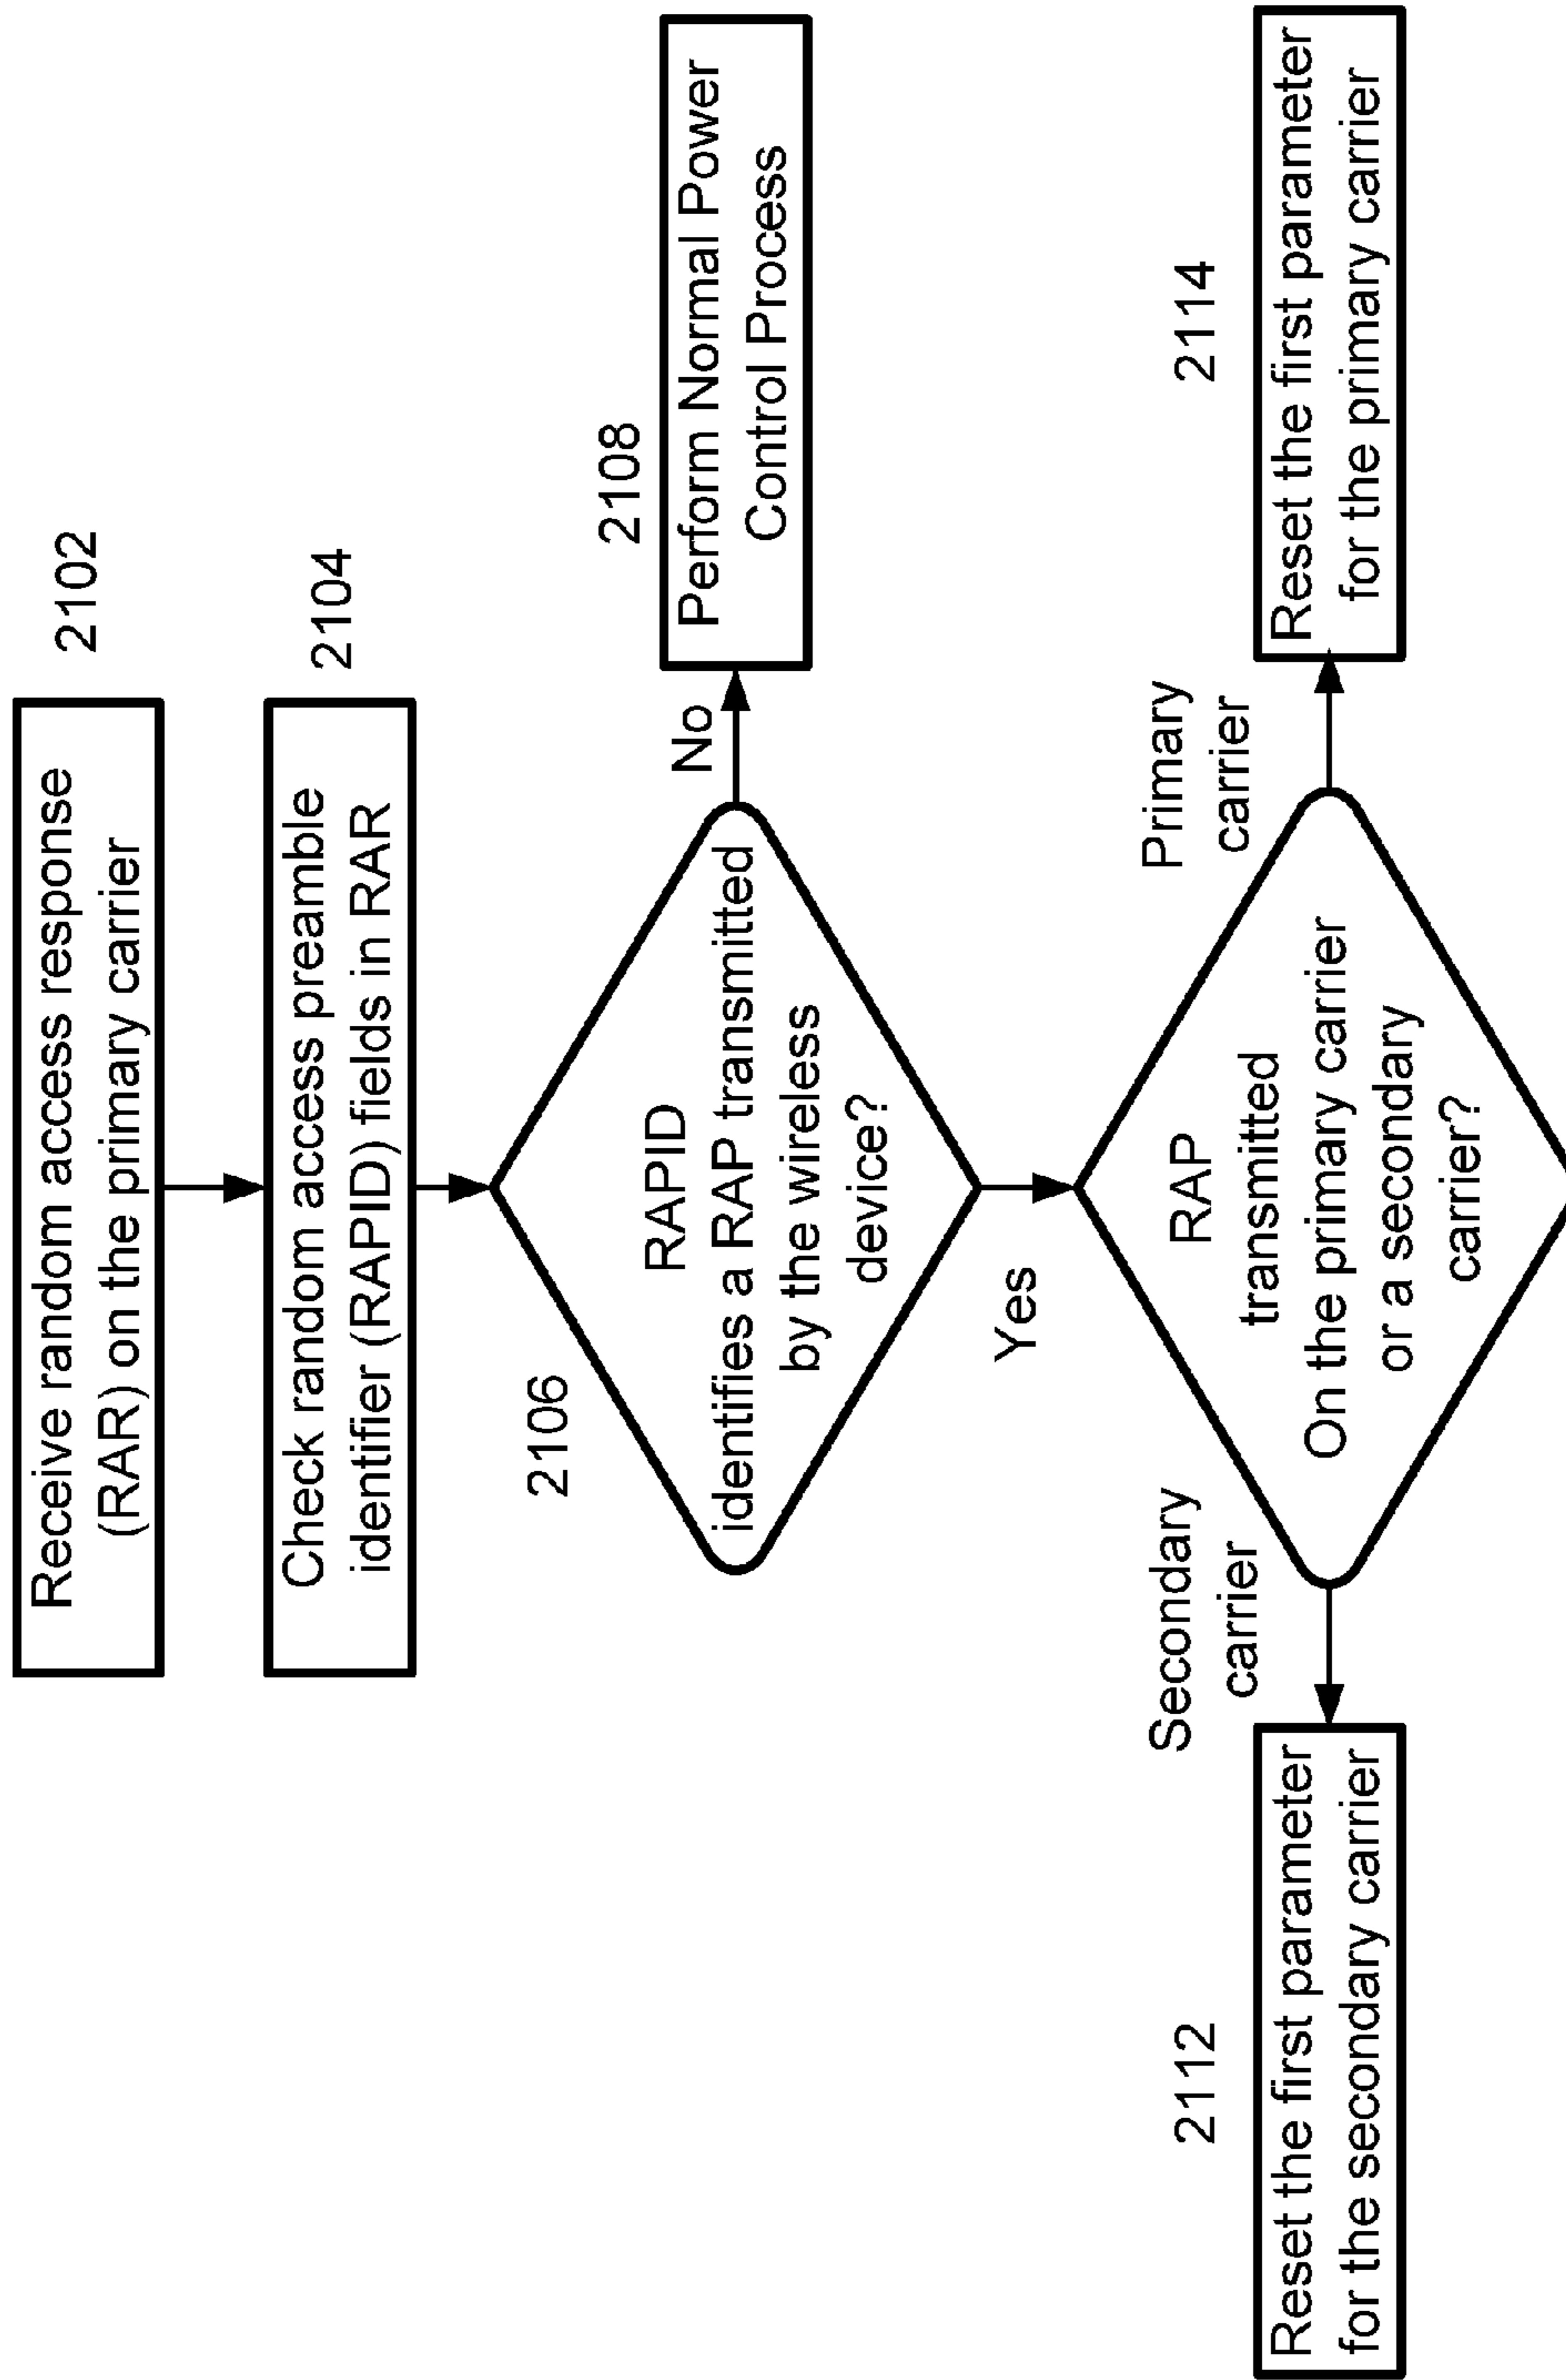 2102
Receive random access response
(RAR) on the primary carrier
2104
Check random access preamble
identifier (RAPID) fields in RAR
2106
RAPID
identifies a RAP transmitted
by the wireless
device?
No
2108
Perform Normal Power
Control Process
Yes
RAP
transmitted
On the primary carrier
or a secondary
carrier?
Secondary
carrier
Primary
carrier
2112
Reset the first parameter
for the secondary carrier
2114
Reset the first parameter
for the primary carrier